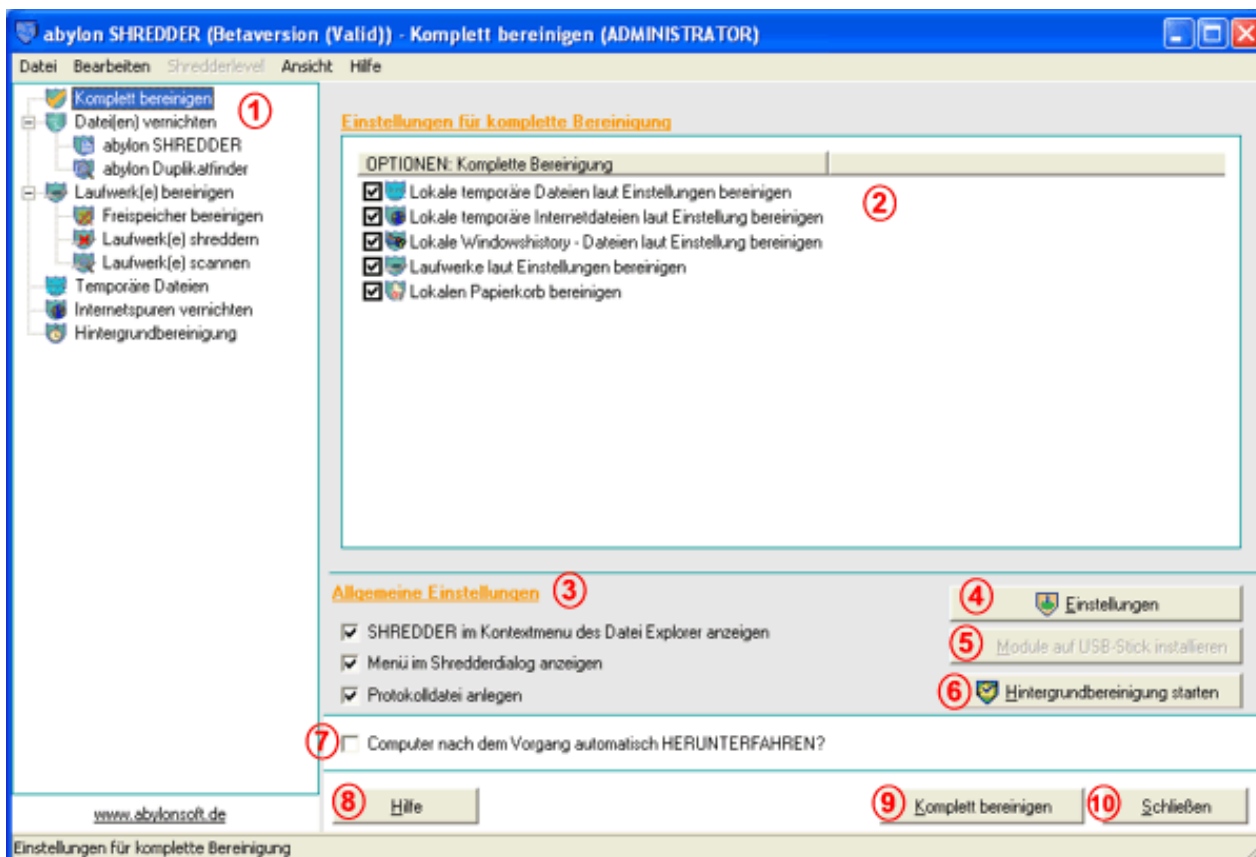 abylon SHREDDER (Betaversion (Valid)) - Komplett bereinigen (ADMINISTRATOR)
Datei Bearbeiten Shredderlevel Ansicht Hilfe
Komplett bereinigen
1
Datei(en) vernichten
abylon SHREDDER
abylon Duplikatfinder
Laufwerk(e) bereinigen
Freispeicher bereinigen
Laufwerk(e) shreddern
Laufwerk(e) scannen
Temporäre Dateien
Internetspuren vernichten
Hintergrundbereinigung
www.abylonsoft.de
Einstellungen für komplette Bereinigung
OPTIONEN: Komplette Bereinigung
2
Lokale temporäre Dateien laut Einstellungen bereinigen
Lokale temporäre Internetdateien laut Einstellung bereinigen
Lokale Windowshistory - Dateien laut Einstellung bereinigen
Laufwerke laut Einstellungen bereinigen
Lokalen Papierkorb bereinigen
Allgemeine Einstellungen 3
SHREDDER im Kontextmenu des Datei Explorer anzeigen
Menü im Shredderdialog anzeigen
Protokolldatei anlegen
4 Einstellungen
5 Module auf USB-Stick installieren
6 Hintergrundbereinigung starten
7 Computer nach dem Vorgang automatisch HERUNTERFAHREN?
8 Hilfe
9 Komplett bereinigen
10 Schließen
Einstellungen für komplette Bereinigung